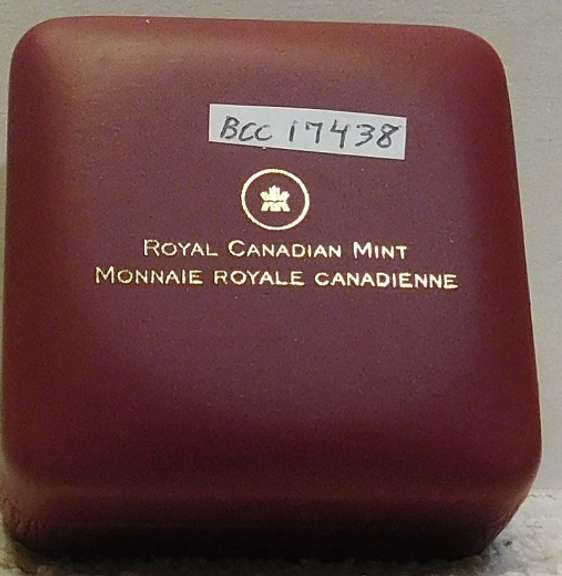 BCC 17438
ROYAL CANADIAN MINT
MONNAIE ROYALE CANADIENNE